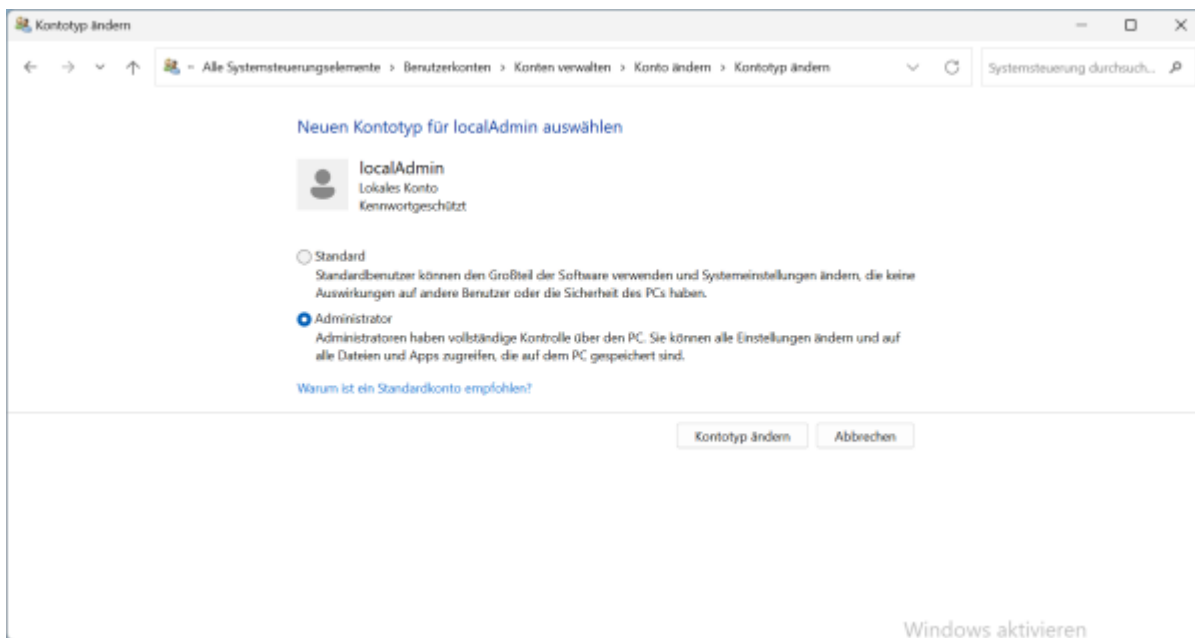 Kontotyp ändern
Alle Systemsteuerungselemente > Benutzerkonten > Konten verwalten > Konto ändern > Kontotyp ändern
Systemsteuerung durchsuch...
Neuen Kontotyp für localAdmin auswählen
localAdmin
Lokales Konto
Kennwortgeschützt
Standard
Standardbenutzer können den Großteil der Software verwenden und Systemeinstellungen ändern, die keine
Auswirkungen auf andere Benutzer oder die Sicherheit des PCs haben.
Administrator
Administratoren haben vollständige Kontrolle über den PC. Sie können alle Einstellungen ändern und auf
alle Dateien und Apps zugreifen, die auf dem PC gespeichert sind.
Warum ist ein Standardkonto empfohlen?
Kontotyp ändern
Abbrechen
Windows aktivieren